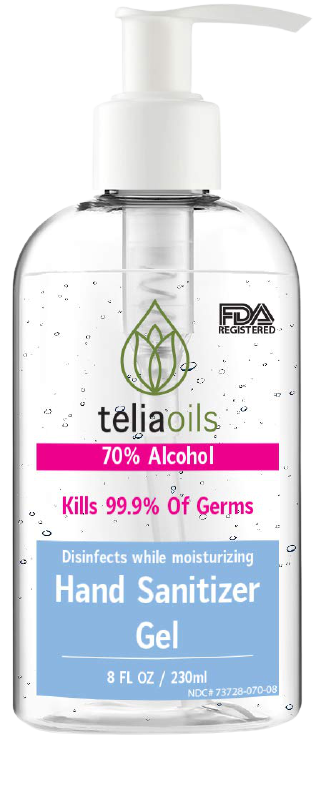 FDA
REGISTERED
teliaoils
70% Alcohol
Kills 99.9% Of Germs
Disinfects while moisturizing
Hand Sanitizer
Gel
8 FL OZ / 230ml
NDC# 73728-070-08